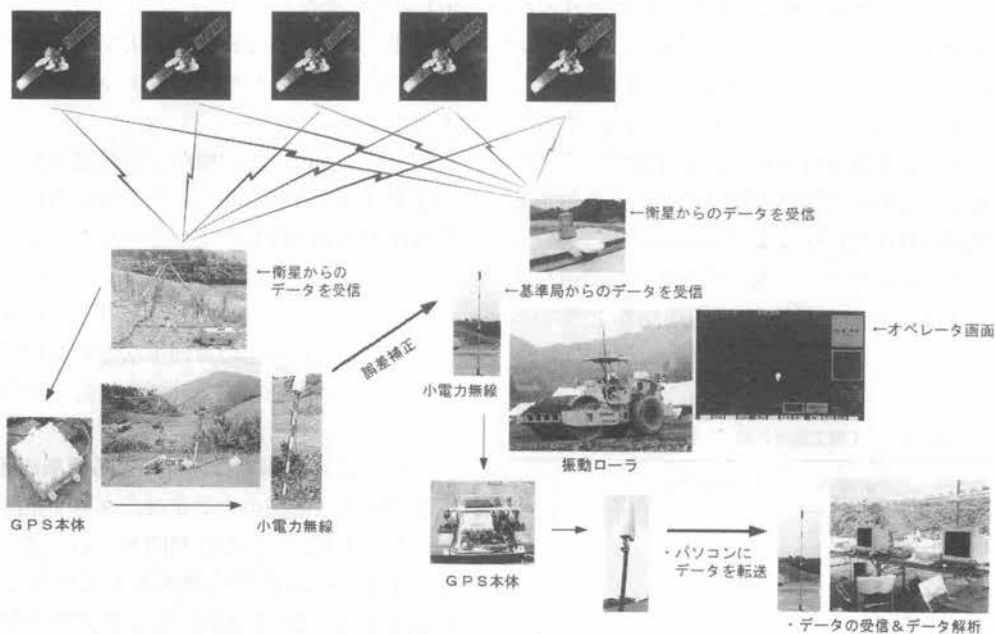 ←衛星からのデータを受信
←衛星からの
データを受信
←基準局からのデータを受信
←オペレータ画面
誤差補正
小電力無線
振動ローラ
GPS本体
小電力無線
GPS本体
・パソコンに
データを転送
・データの受信&データ解析